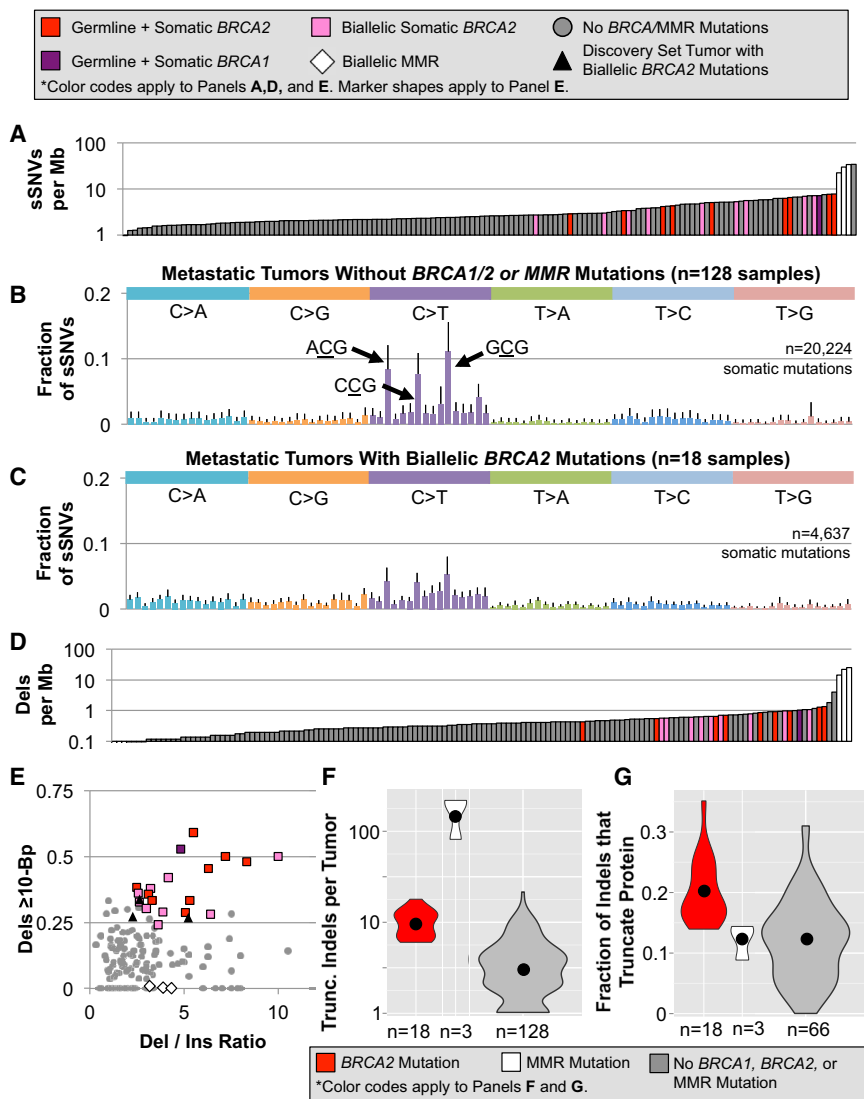 Germline + Somatic BRCA2
Biallelic Somatic BRCA2
No BRCA/MMR Mutations
Germline + Somatic BRCA1
Biallelic MMR
Discovery Set Tumor with
Biallelic BRCA2 Mutations
*Color codes apply to Panels A,D, and E. Marker shapes apply to Panel E.
A
sSNVs
per Mb
100
10
1
Metastatic Tumors Without BRCA1/2 or MMR Mutations (n=128 samples)
B
Fraction
of sSNVs
0.2
0.1
0
C>A
C>G
C>T
T>A
T>C
T>G
ACG
CCG
GCG
n=20,224
somatic mutations
Metastatic Tumors With Biallelic BRCA2 Mutations (n=18 samples)
C
Fraction
of sSNVs
0.2
0.1
0
C>A
C>G
C>T
T>A
T>C
T>G
n=4,637
somatic mutations
D
Dels
per Mb
100
10
1
0.1
E
Dels ≥10-Bp
0.75
0.5
0.25
0
0
5
10
Del / Ins Ratio
F
Trunc. Indels per Tumor
100
10
1
n=18
n=3
n=128
G
Fraction of Indels that
Truncate Protein
0.3
0.2
0.1
0
n=18
n=3
n=66
BRCA2 Mutation
MMR Mutation
No BRCA1, BRCA2, or
MMR Mutation
*Color codes apply to Panels F and G.